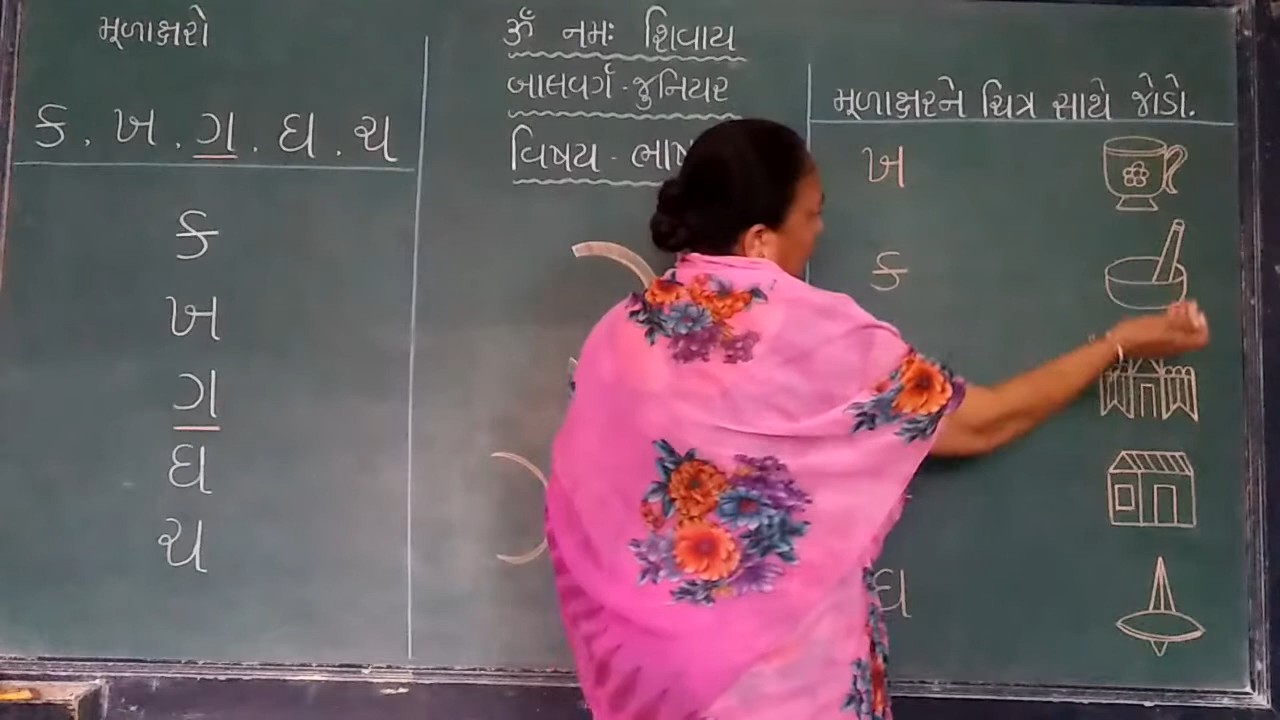 મૂળાક્ષરો
ક . ખ . ગ . ઘ . ચ
ક
ખ
ગ
ઘ
ચ
ૐ નમઃ શિવાય
બાલવર્ગ - જુનિયર
વિષય -
મૂળાક્ષરને ચિત્ર સાથે જોડો.
ખ
ક
ઘ